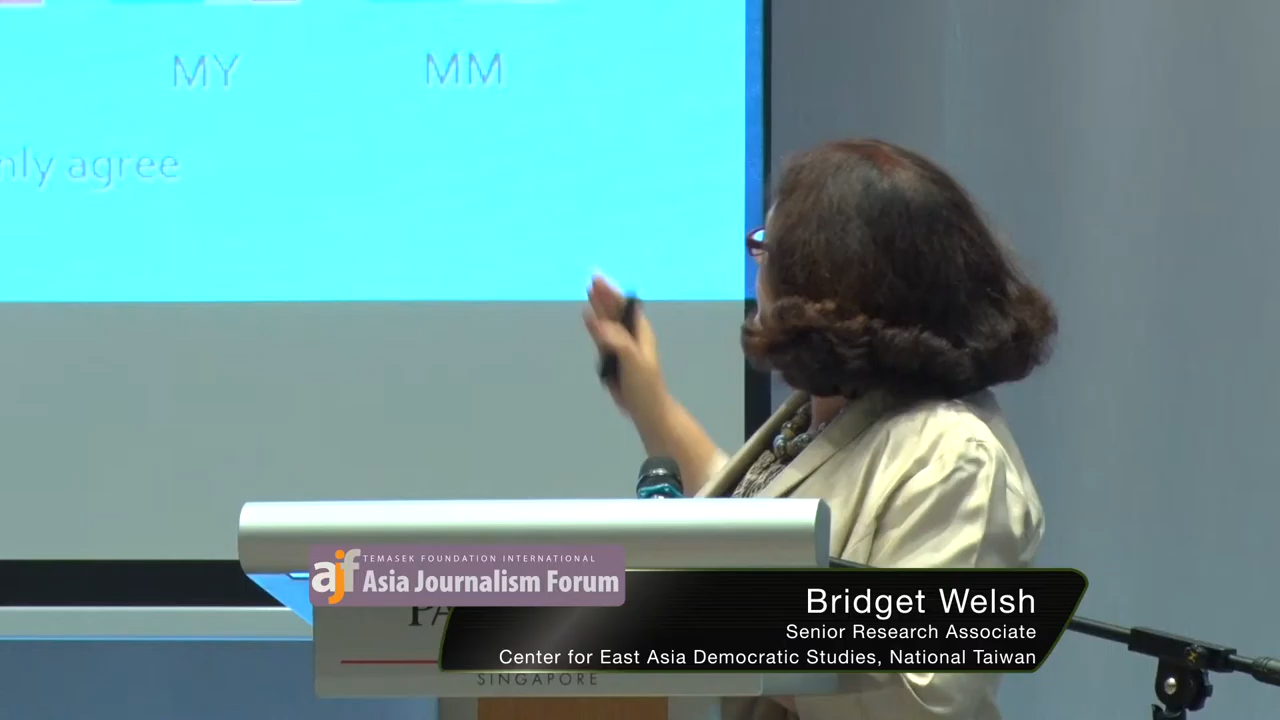 MY MM
nly agree
TEMASEK FOUNDATION INTERNATIONAL
ajf Asia Journalism Forum
PA
Bridget Welsh
Senior Research Associate
Center for East Asia Democratic Studies, National Taiwan
SINGAPORE